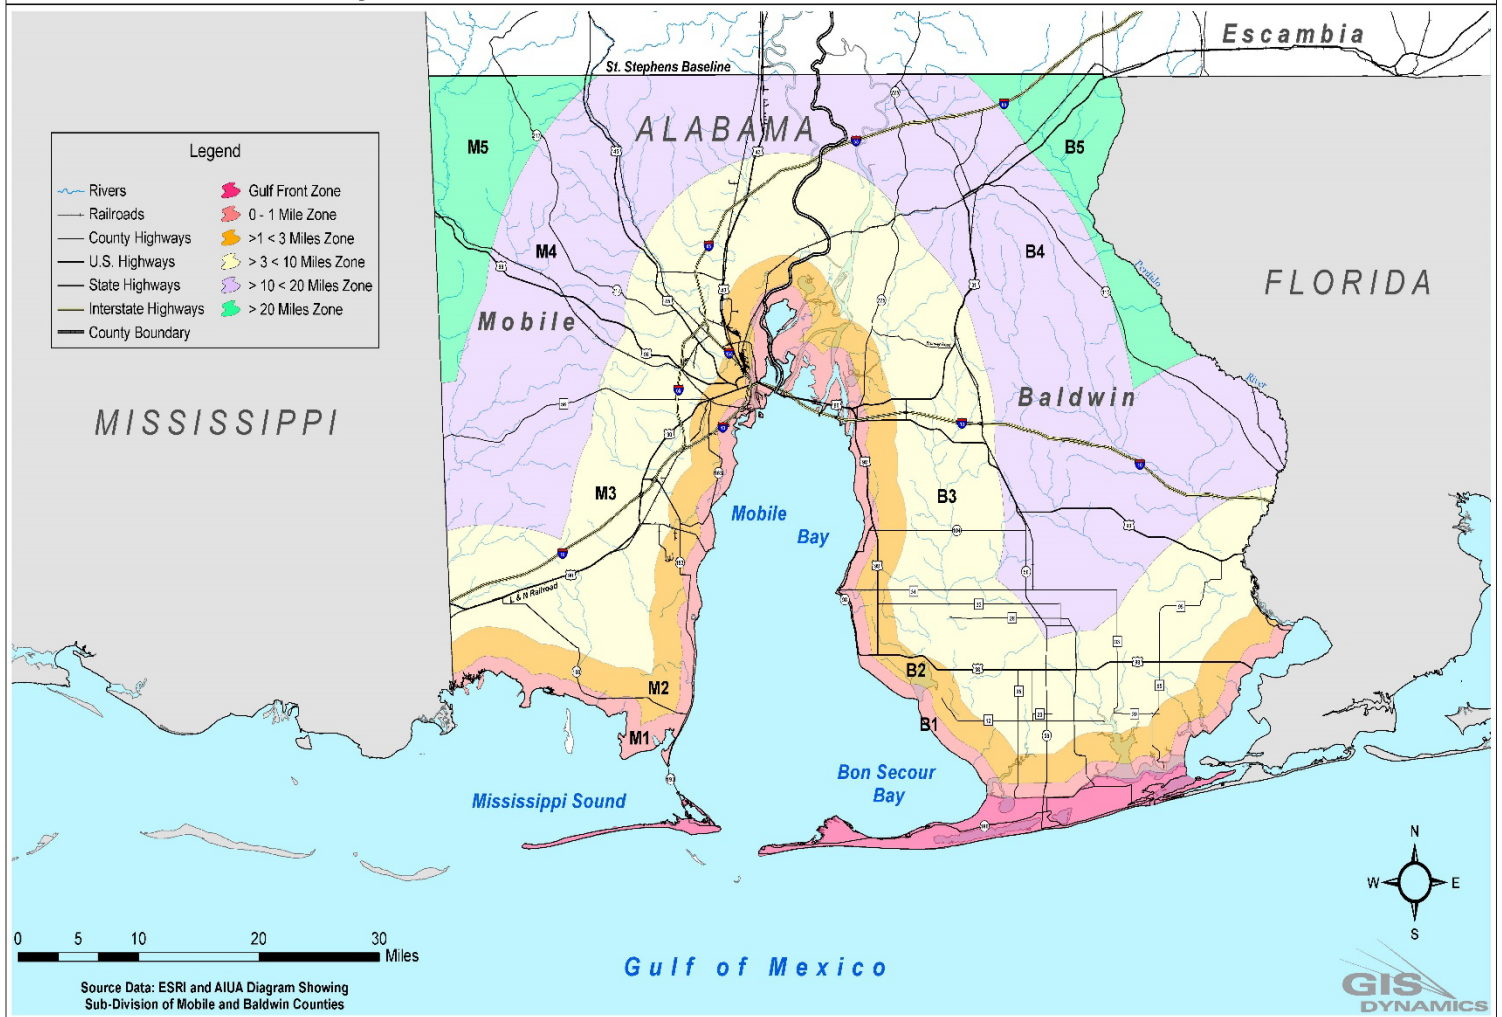 Escambia
St. Stephens Baseline
ALABAMA
M5
B5
Legend
Rivers
Railroads
County Highways
U.S. Highways
State Highways
Interstate Highways
County Boundary
Gulf Front Zone
0 - 1 Mile Zone
>1 < 3 Miles Zone
> 3 < 10 Miles Zone
> 10 < 20 Miles Zone
> 20 Miles Zone
M4
B4
Perdido
River
FLORIDA
Mobile
Baldwin
MISSISSIPPI
M3
B3
Mobile
Bay
L & N Railroad
M2
B2
M1
B1
Bon Secour
Bay
Mississippi Sound
Gulf of Mexico
N
W
E
S
0 5 10 20 30
Miles
Source Data: ESRI and AIUA Diagram Showing
Sub-Division of Mobile and Baldwin Counties
GIS
DYNAMICS